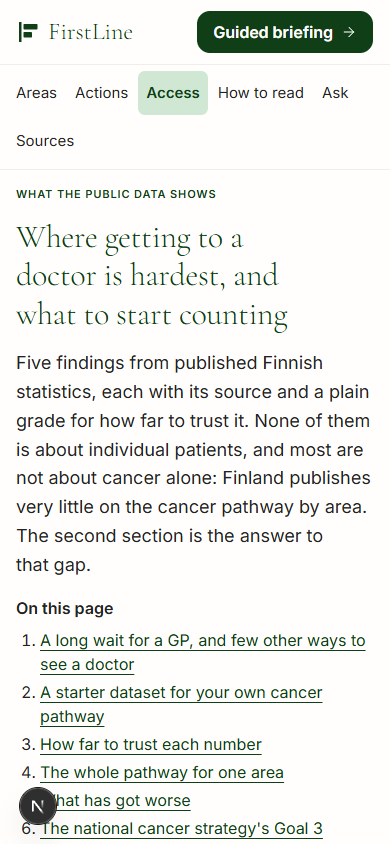 FirstLine
Guided briefing →
Areas Actions Access How to read Ask
Sources
WHAT THE PUBLIC DATA SHOWS
Where getting to a
doctor is hardest, and
what to start counting
Five findings from published Finnish
statistics, each with its source and a plain
grade for how far to trust it. None of them
is about individual patients, and most are
not about cancer alone: Finland publishes
very little on the cancer pathway by area.
The second section is the answer to
that gap.
On this page
1. A long wait for a GP, and few other ways to
see a doctor
2. A starter dataset for your own cancer
pathway
3. How far to trust each number
4. The whole pathway for one area
N hat has got worse
6. The national cancer strategy's Goal 3